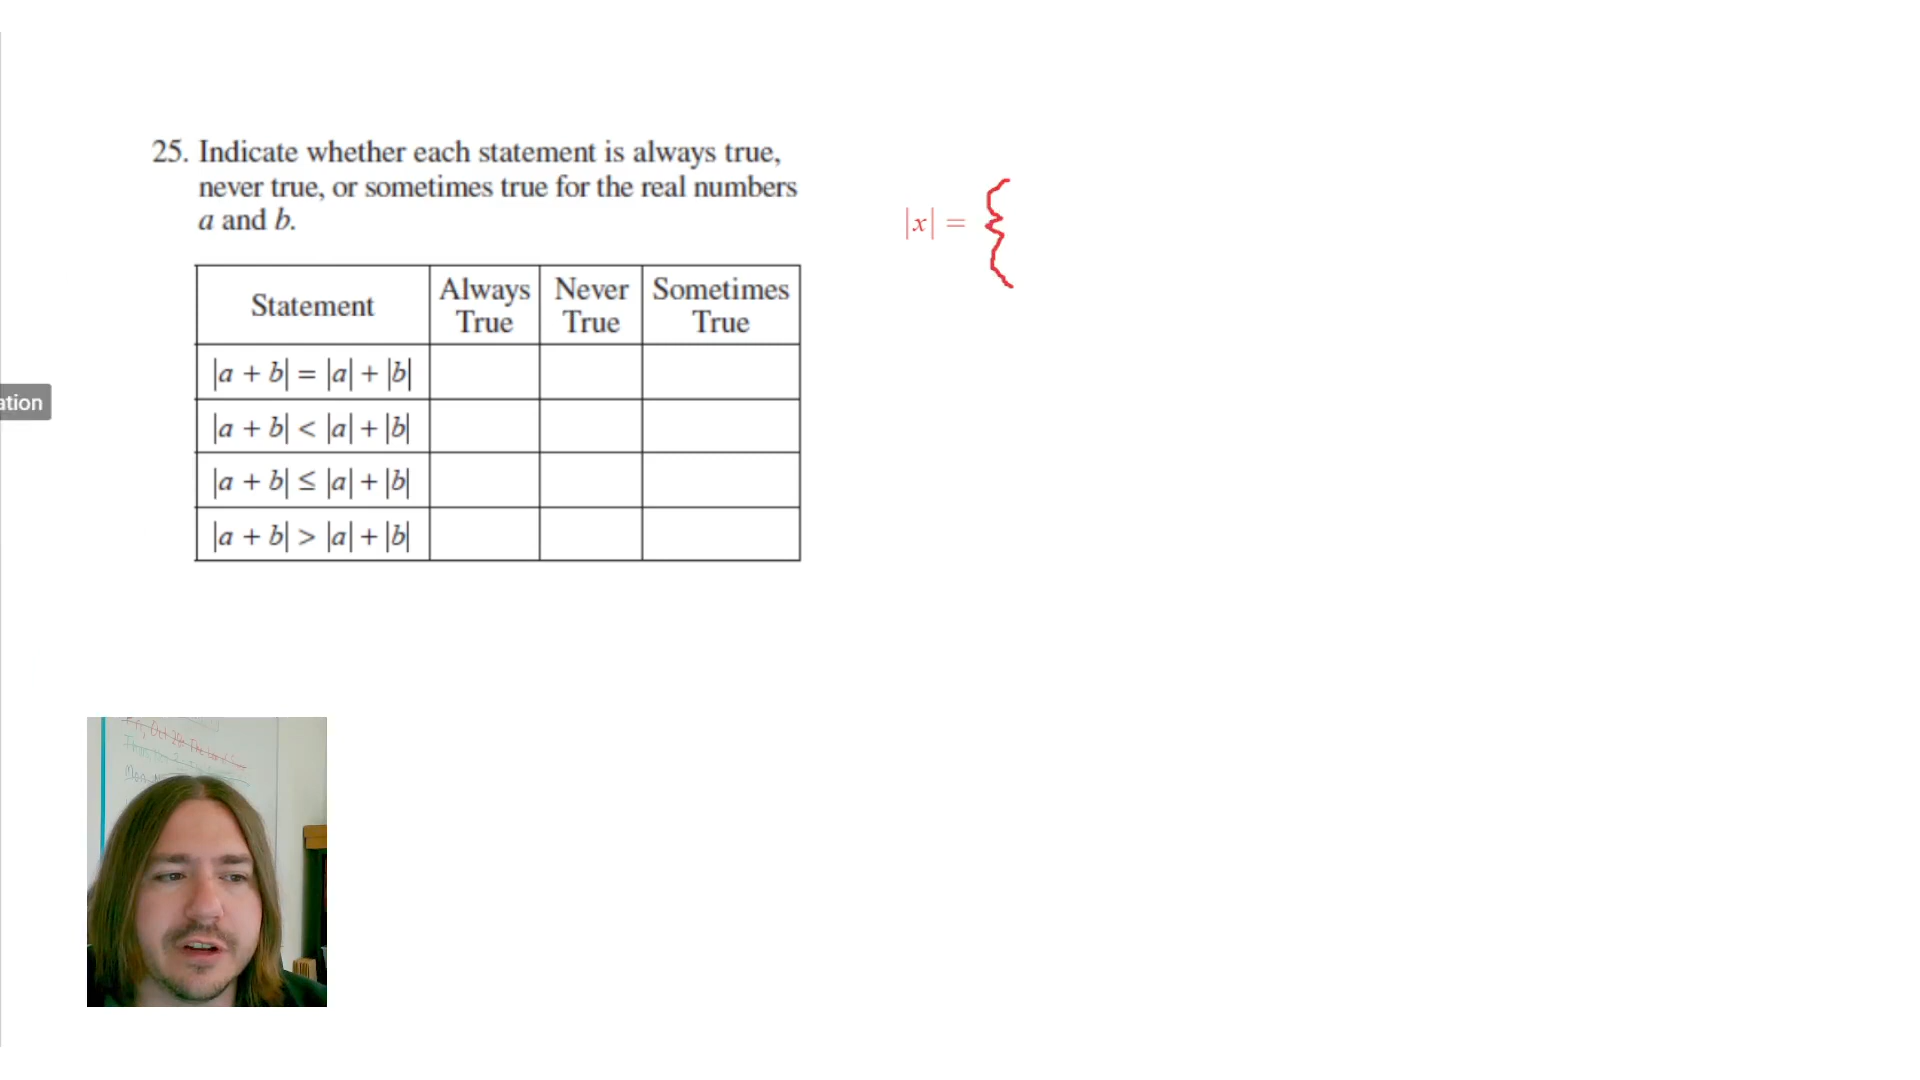 25. Indicate whether each statement is always true,
never true, or sometimes true for the real numbers
a and b.
|x| = {
Statement
Always True
Never True
Sometimes True
|a + b| = |a| + |b|
|a + b| < |a| + |b|
|a + b| ≤ |a| + |b|
|a + b| > |a| + |b|
ation